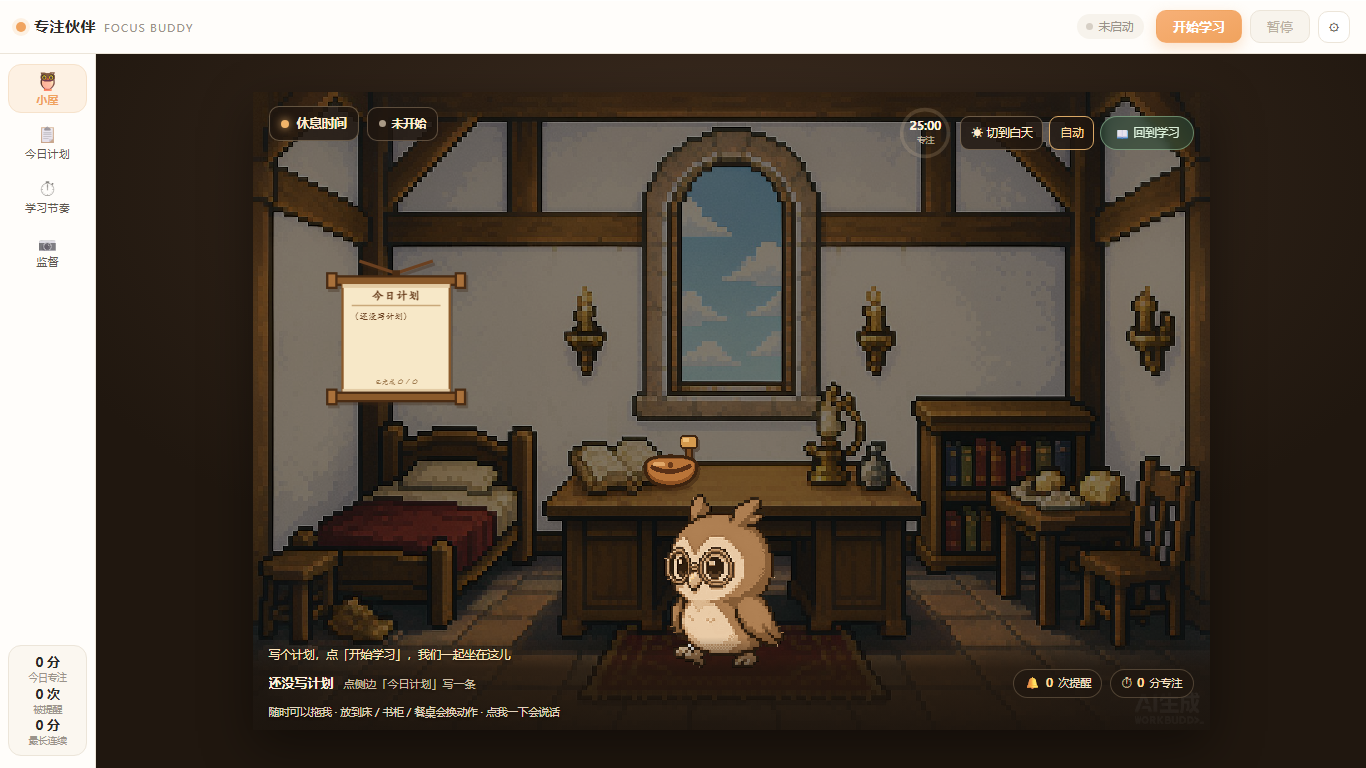 专注伙伴 FOCUS BUDDY
未启动
开始学习
暂停
小屋
今日计划
学习节奏
监督
0 分
今日专注
0 次
被提醒
0 分
最长连续
休息时间
未开始
25:00
专注
切到白天
自动
回到学习
今日计划
(还没写计划)
已完成 0 / 0
写个计划，点「开始学习」，我们一起坐在这儿
还没写计划 点侧边「今日计划」写一条
随时可以拖我 · 放到床 / 书柜 / 餐桌会换动作 · 点我一下会说话
0 次提醒
0 分专注
AI生成